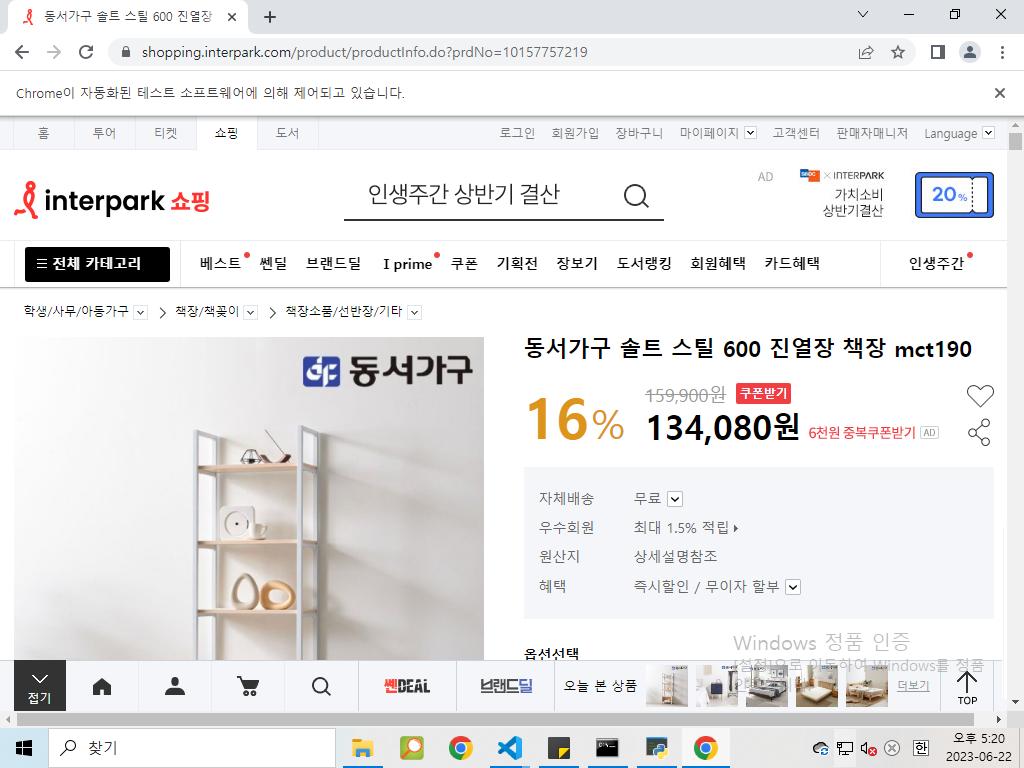 동서가구 솔트 스틸 600 진열장
shopping.interpark.com/product/productInfo.do?prdNo=10157757219
Chrome이 자동화된 테스트 소프트웨어에 의해 제어되고 있습니다.
홈 투어 티켓 쇼핑 도서 로그인 회원가입 장바구니 마이페이지 고객센터 판매자매니저 Language
interpark 쇼핑
인생주간 상반기 결산
AD
× INTERPARK
가치소비
상반기결산
20%
전체 카테고리 베스트 쎈딜 브랜드딜 I prime 쿠폰 기획전 장보기 도서랭킹 회원혜택 카드혜택 인생주간
학생/사무/아동가구 책장/책꽂이 책장소품/선반장/기타
동서가구
동서가구 솔트 스틸 600 진열장 책장 mct190
16%
159,900원 쿠폰받기
134,080원 6천원 중복쿠폰받기 AD
자체배송 무료
우수회원 최대 1.5% 적립
원산지 상세설명참조
혜택 즉시할인 / 무이자 할부
옵션선택
Windows 정품 인증
[설정]으로 이동하여 Windows를 정품
접기
쎈DEAL
브랜드딜
오늘 본 상품
더보기
TOP
찾기
한
오후 5:20
2023-06-22